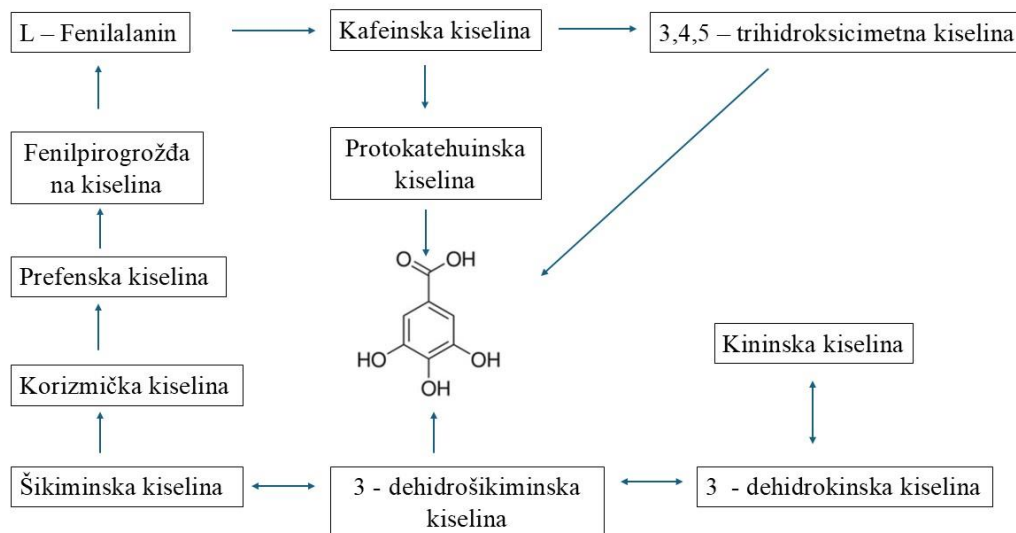 L – Fenilalanin
Kafeinska kiselina
3,4,5 – trihidroksicimetna kiselina
Fenilpirogrožđa
na kiselina
Protokatehuinska
kiselina
Prefenska kiselina
O
OH
HO
OH
OH
Kininska kiselina
Korizmička kiselina
Šikiminska kiselina
3 - dehidrošikiminska
kiselina
3 - dehidrokinska kiselina